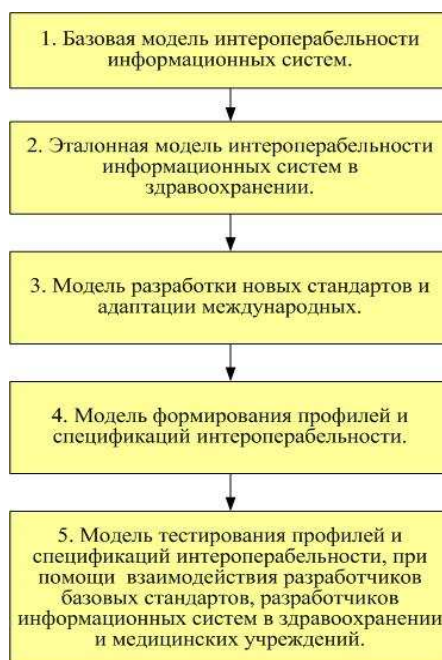 1. Базовая модель интероперабельности
информационных систем.
2. Эталонная модель интероперабельности
информационных систем в
здравоохранении.
3. Модель разработки новых стандартов и
адаптации международных.
4. Модель формирования профилей и
спецификаций интероперабельности.
5. Модель тестирования профилей и
спецификаций интероперабельности, при
помощи взаимодействия разработчиков
базовых стандартов, разработчиков
информационных систем в здравоохранении
и медицинских учреждений.